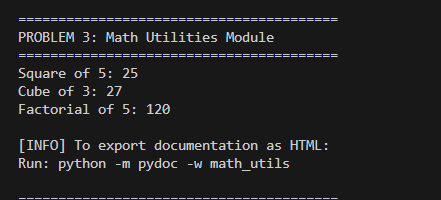 =======================================
PROBLEM 3: Math Utilities Module
=======================================
Square of 5: 25
Cube of 3: 27
Factorial of 5: 120

[INFO] To export documentation as HTML:
Run: python -m pydoc -w math_utils

=======================================